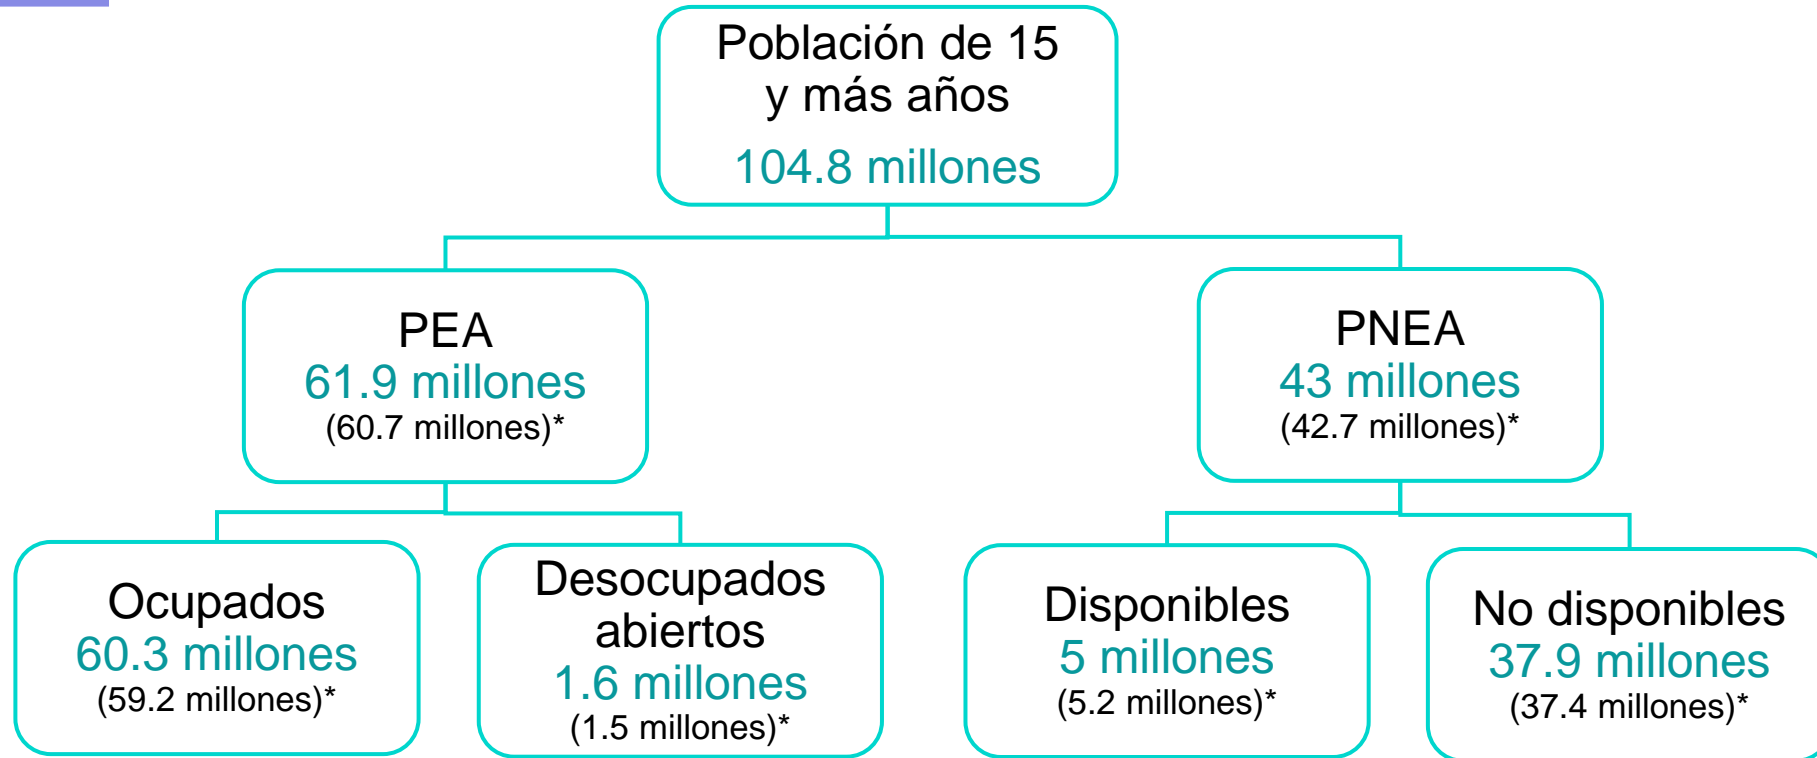 Población de 15
y más años
104.8 millones
PEA
61.9 millones
(60.7 millones)*
PNEA
43 millones
(42.7 millones)*
Ocupados
60.3 millones
(59.2 millones)*
Desocupados
abiertos
1.6 millones
(1.5 millones)*
Disponibles
5 millones
(5.2 millones)*
No disponibles
37.9 millones
(37.4 millones)*